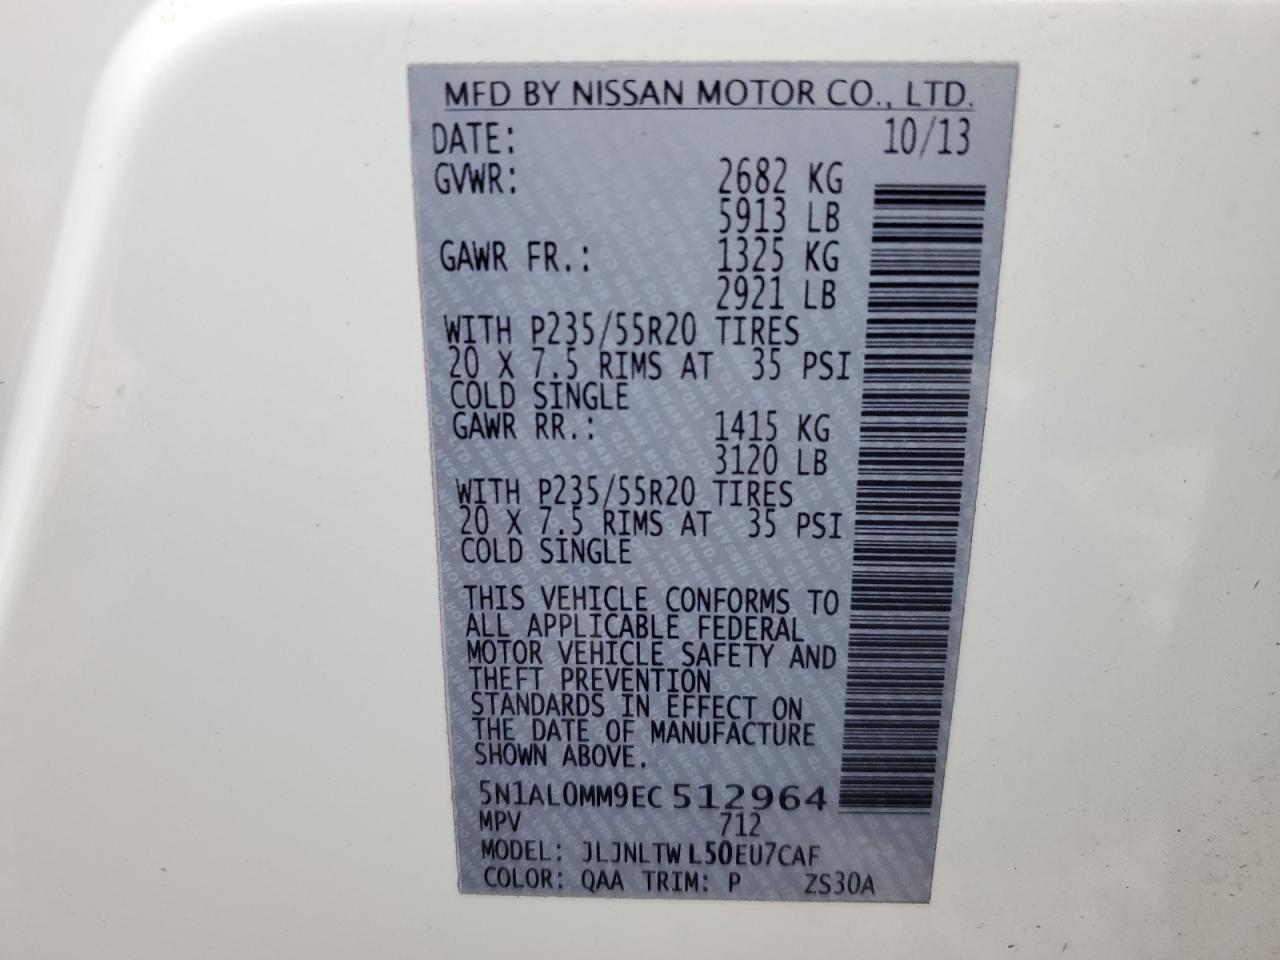 MFD BY NISSAN MOTOR CO., LTD.
DATE: 10/13
GVWR: 2682 KG
5913 LB
GAWR FR.: 1325 KG
2921 LB
WITH P235/55R20 TIRES
20 X 7.5 RIMS AT 35 PSI
COLD SINGLE
GAWR RR.: 1415 KG
3120 LB
WITH P235/55R20 TIRES
20 X 7.5 RIMS AT 35 PSI
COLD SINGLE
THIS VEHICLE CONFORMS TO
ALL APPLICABLE FEDERAL
MOTOR VEHICLE SAFETY AND
THEFT PREVENTION
STANDARDS IN EFFECT ON
THE DATE OF MANUFACTURE
SHOWN ABOVE.
5N1AL0MM9EC 512964
MPV 712
MODEL: JLJNLTW L50EU7CAF
COLOR: QAA TRIM: P ZS30A